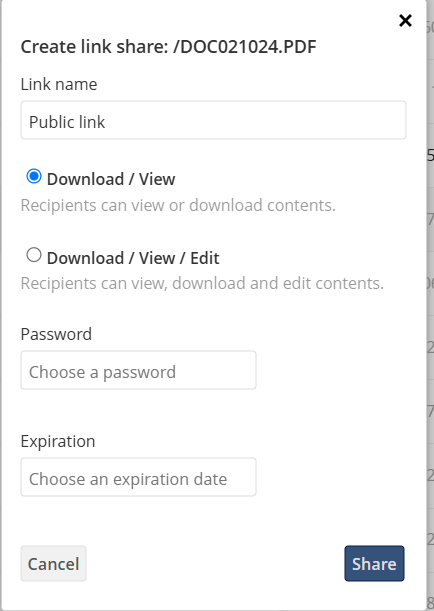 ×
Create link share: /DOC021024.PDF
Link name
Public link
Download / View
Recipients can view or download contents.
Download / View / Edit
Recipients can view, download and edit contents.
Password
Choose a password
Expiration
Choose an expiration date
Cancel
Share